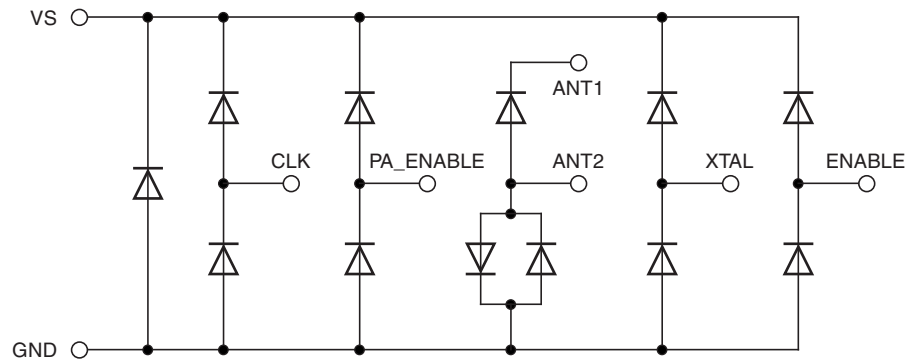 VS
ANT1
CLK
PA_ENABLE
ANT2
XTAL
ENABLE
GND